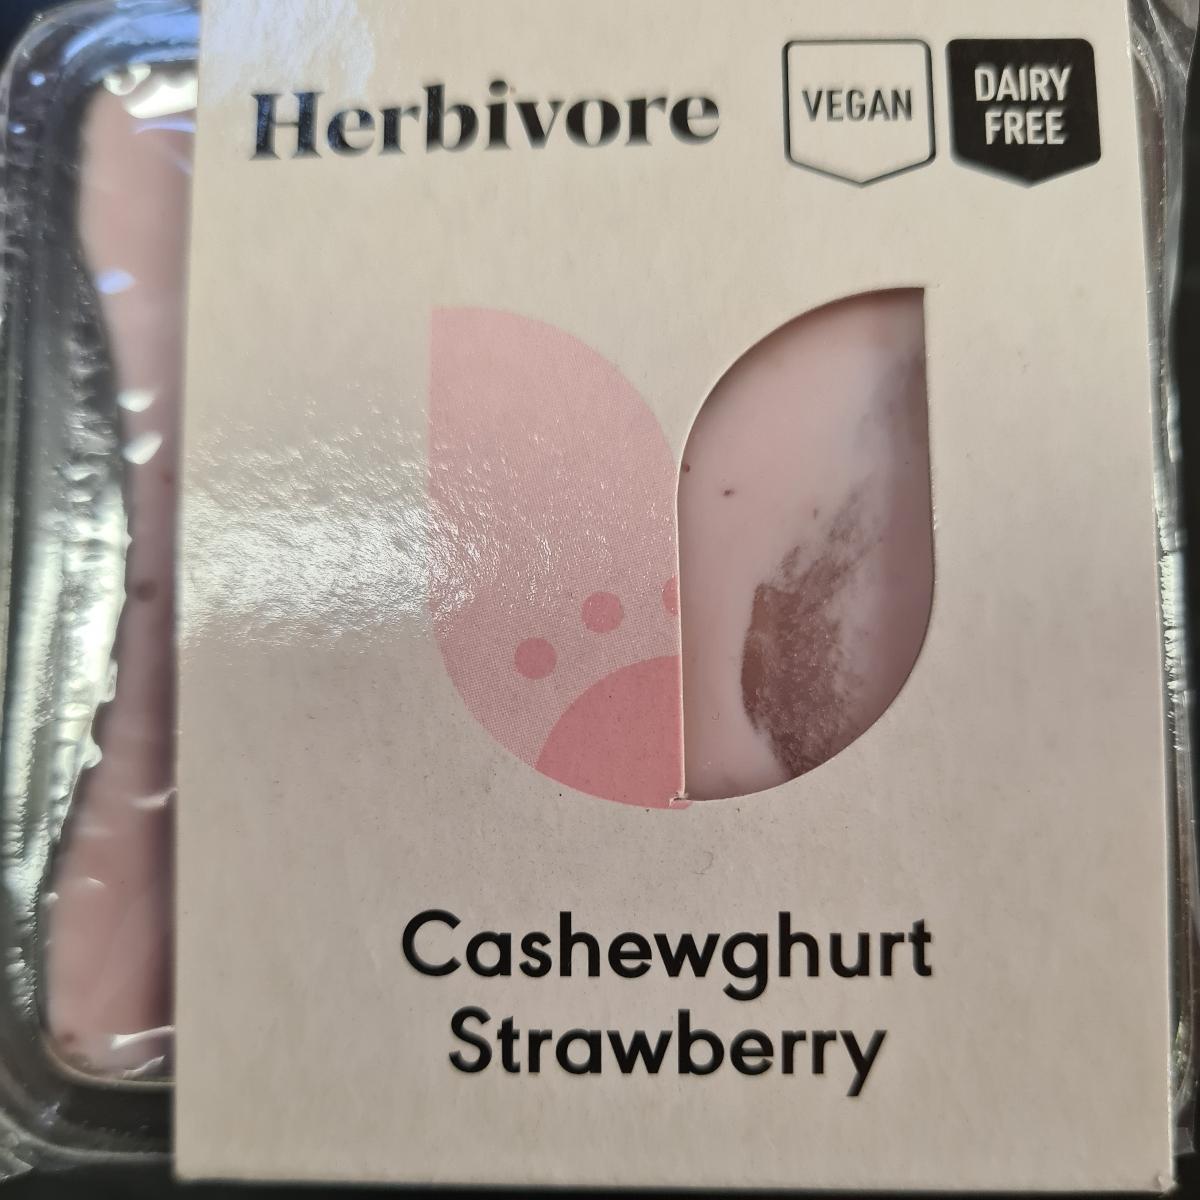 Herbivore
VEGAN
DAIRY
FREE
Cashewghurt
Strawberry